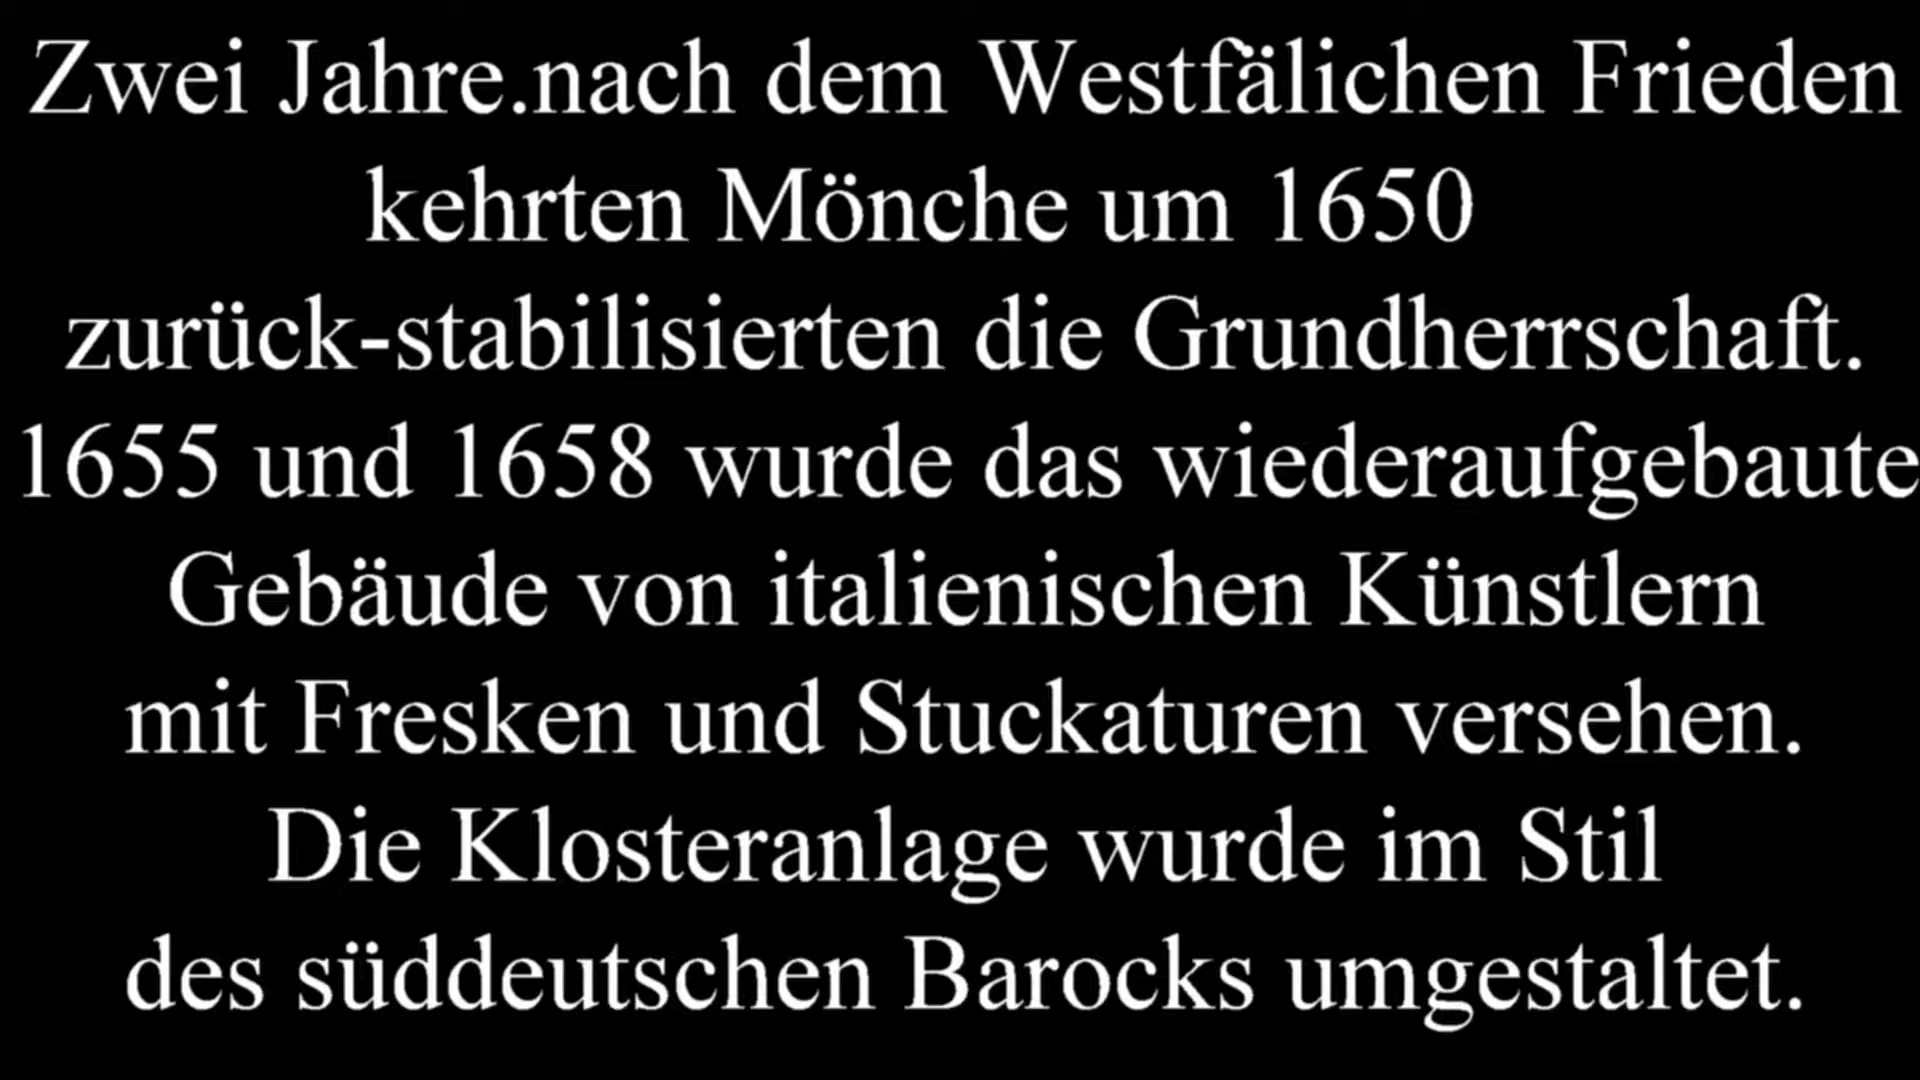 Zwei Jahre.nach dem Westfälichen Frieden
kehrten Mönche um 1650
zurück-stabilisierten die Grundherrschaft.
1655 und 1658 wurde das wiederaufgebaute
Gebäude von italienischen Künstlern
mit Fresken und Stuckaturen versehen.
Die Klosteranlage wurde im Stil
des süddeutschen Barocks umgestaltet.